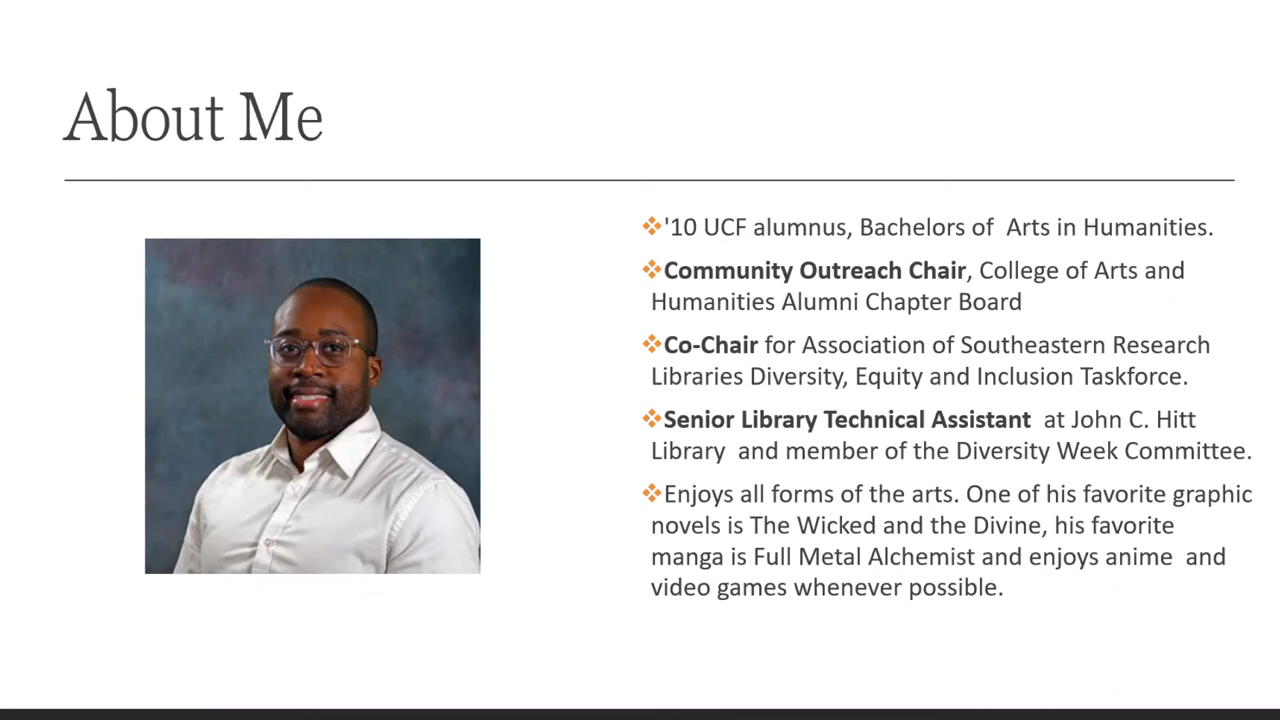 About Me
'10 UCF alumnus, Bachelors of  Arts in Humanities.
Community Outreach Chair, College of Arts and
Humanities Alumni Chapter Board
Co-Chair for Association of Southeastern Research
Libraries Diversity, Equity and Inclusion Taskforce.
Senior Library Technical Assistant  at John C. Hitt
Library  and member of the Diversity Week Committee.
Enjoys all forms of the arts. One of his favorite graphic
novels is The Wicked and the Divine, his favorite
manga is Full Metal Alchemist and enjoys anime  and
video games whenever possible.